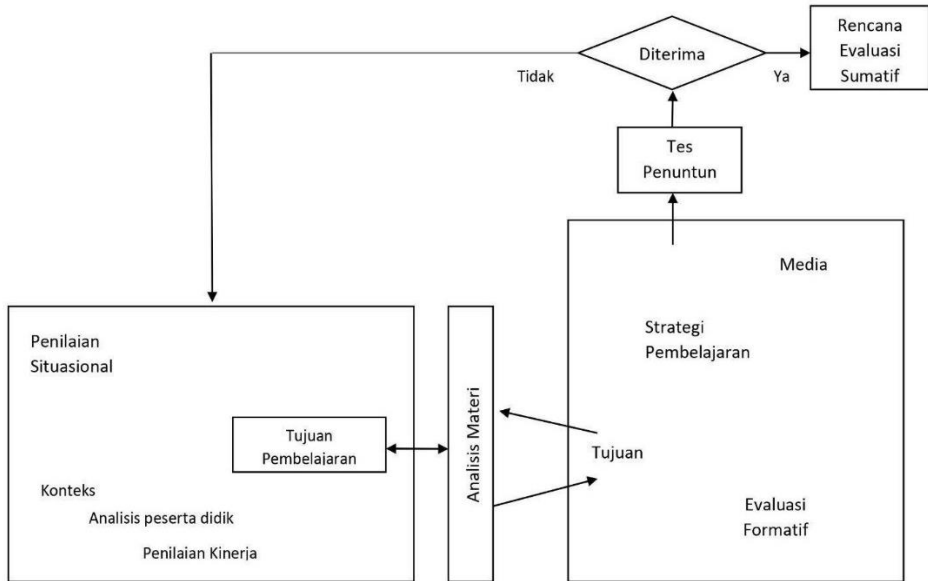 Diterima
Tidak
Ya
Rencana
Evaluasi
Sumatif
Tes
Penuntun
Penilaian
Situasional
Tujuan
Pembelajaran
Konteks
Analisis peserta didik
Penilaian Kinerja
Analisis Materi
Media
Strategi
Pembelajaran
Tujuan
Evaluasi
Formatif